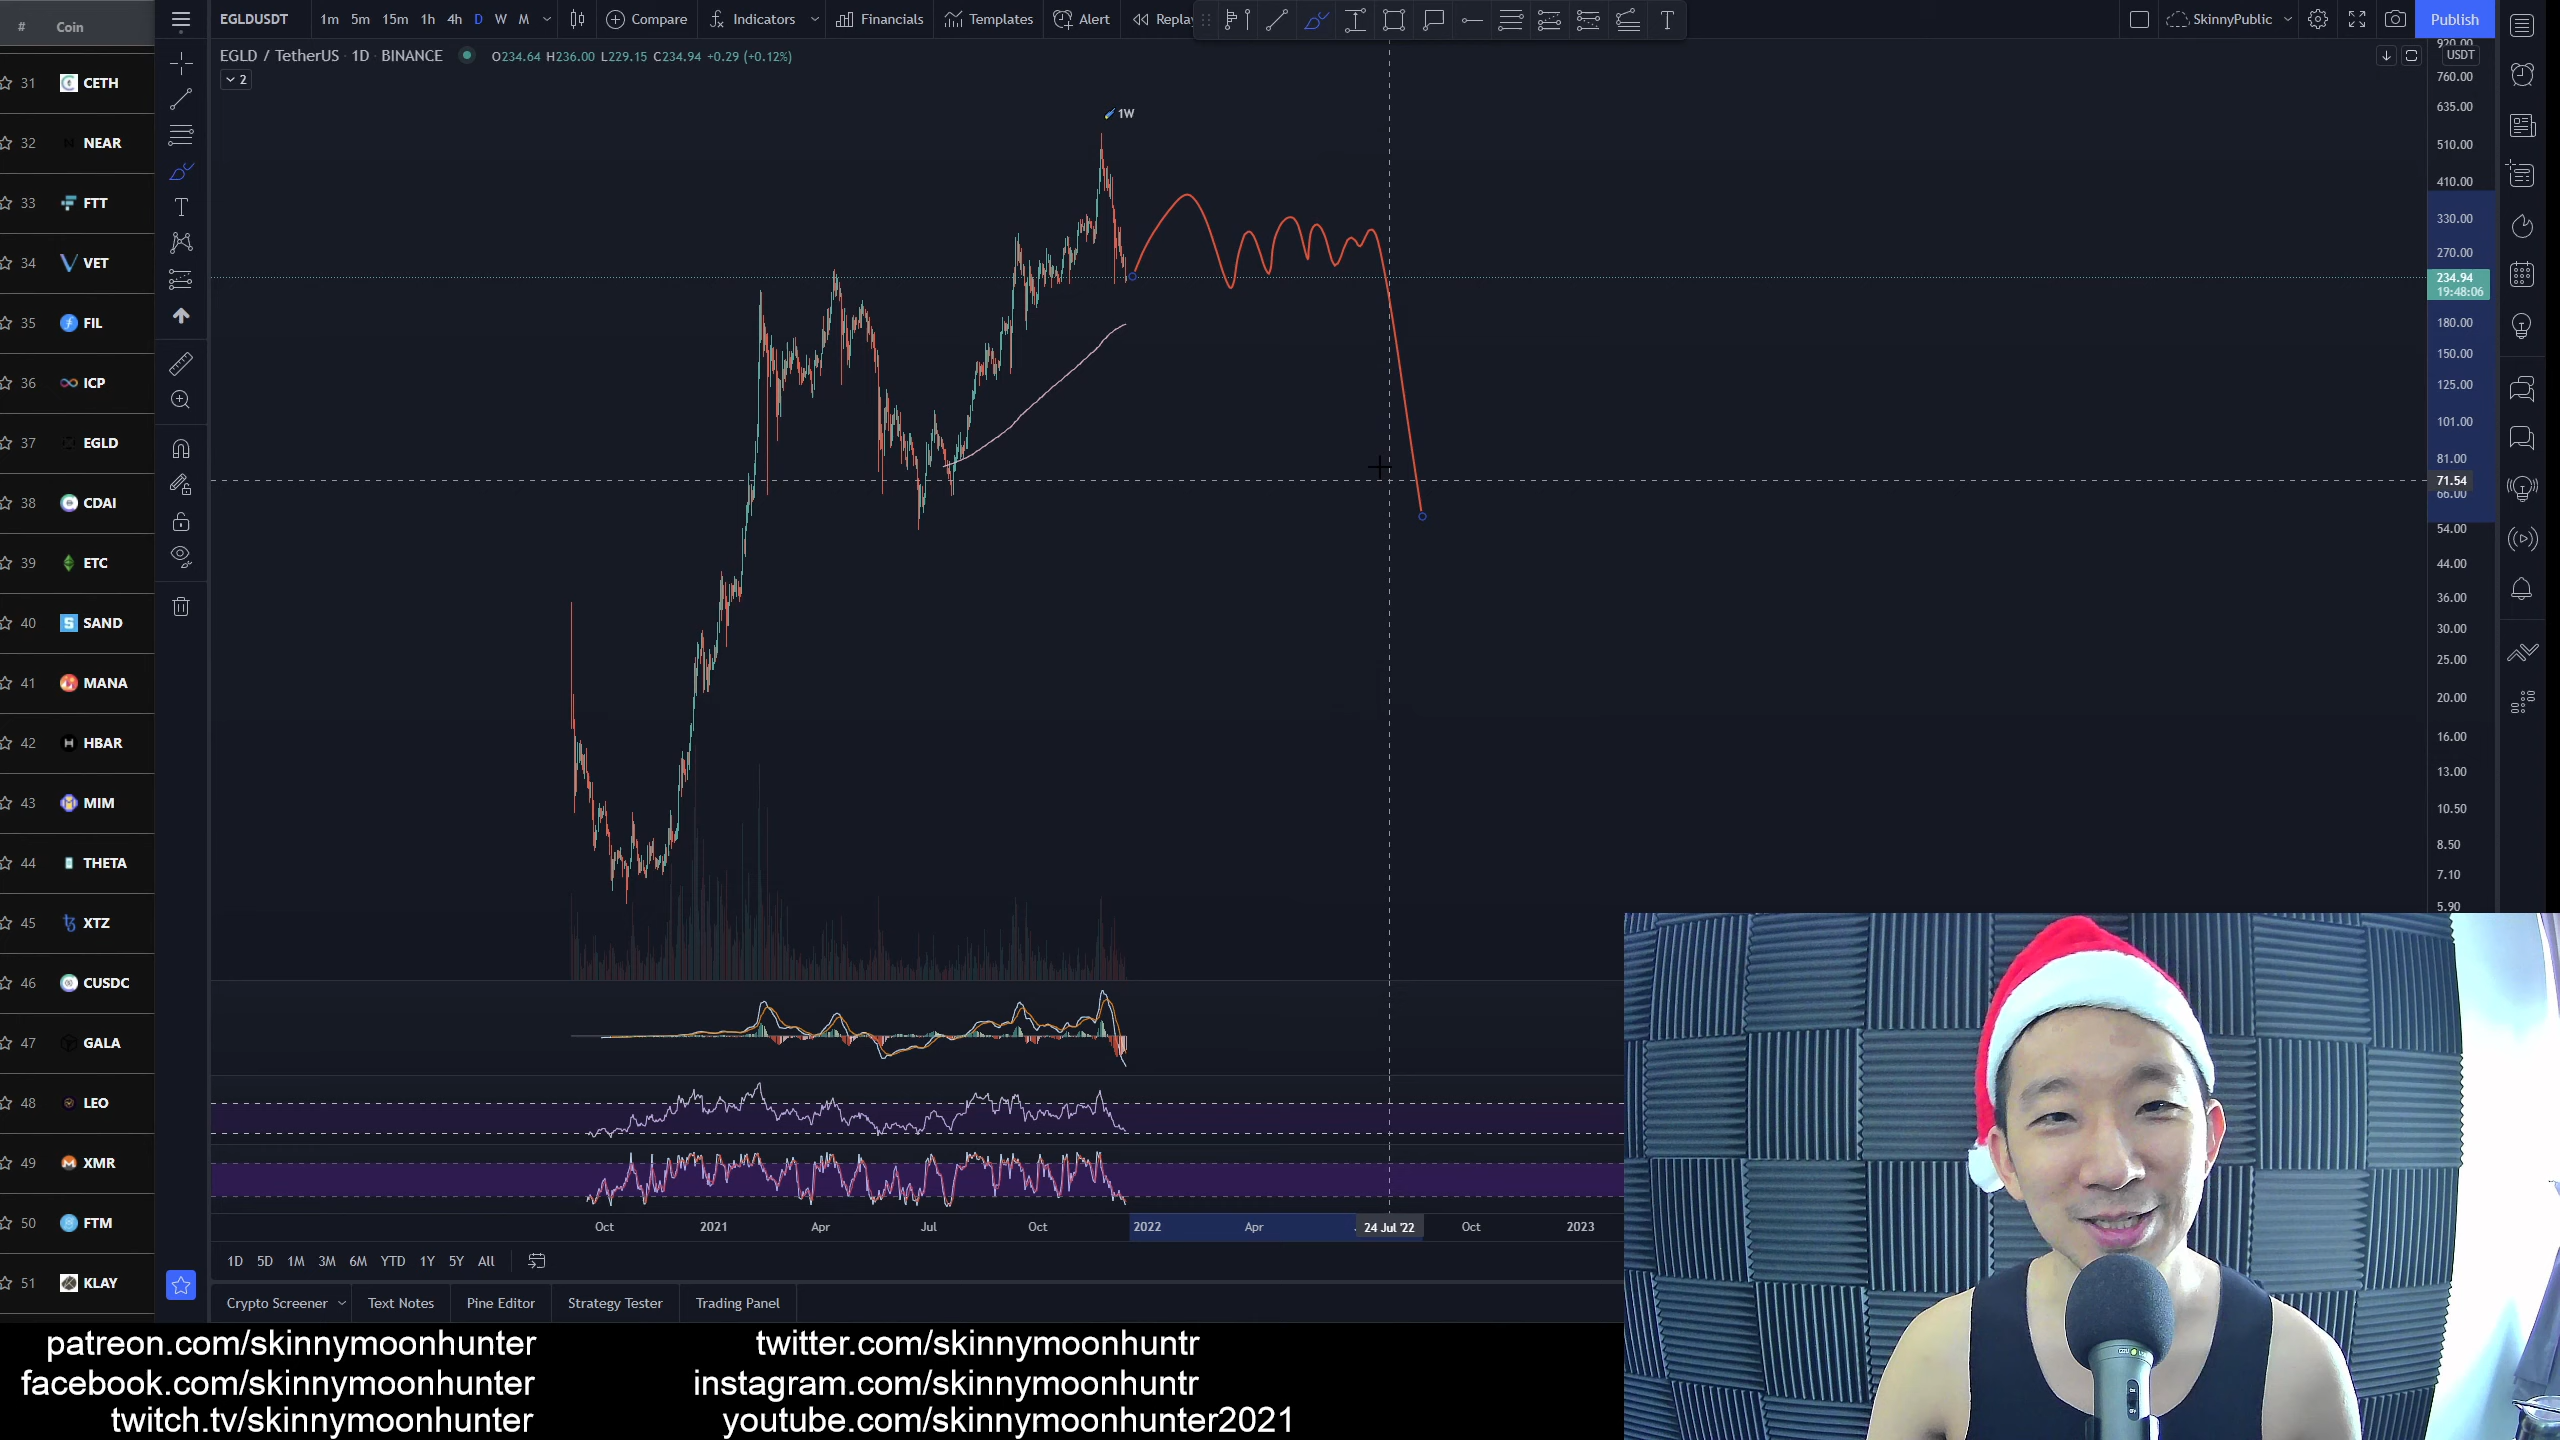 # Coin
31 CETH
32 NEAR
33 FTT
34 VET
35 FIL
36 ICP
37 EGLD
38 CDAI
39 ETC
40 SAND
41 MANA
42 HBAR
43 MIM
44 THETA
45 XTZ
46 CUSDC
47 GALA
48 LEO
49 XMR
50 FTM
51 KLAY
EGLDUSDT 1m 5m 15m 1h 4h D W M Compare Indicators Financials Templates Alert Replay SkinnyPublic Publish
EGLD / TetherUS · 1D · BINANCE O234.64 H236.00 L229.15 C234.94 +0.29 (+0.12%)
2
1W
920.00
USDT
760.00
635.00
510.00
410.00
330.00
270.00
234.94
19:48:06
180.00
150.00
125.00
101.00
81.00
71.54
66.00
54.00
44.00
36.00
30.00
25.00
20.00
16.00
13.00
10.50
8.50
7.10
5.90
Oct 2021 Apr Jul Oct 2022 Apr 24 Jul '22 Oct 2023
1D 5D 1M 3M 6M YTD 1Y 5Y All
Crypto Screener Text Notes Pine Editor Strategy Tester Trading Panel
patreon.com/skinnymoonhunter twitter.com/skinnymoonhuntr
facebook.com/skinnymoonhunter instagram.com/skinnymoonhuntr
twitch.tv/skinnymoonhunter youtube.com/skinnymoonhunter2021